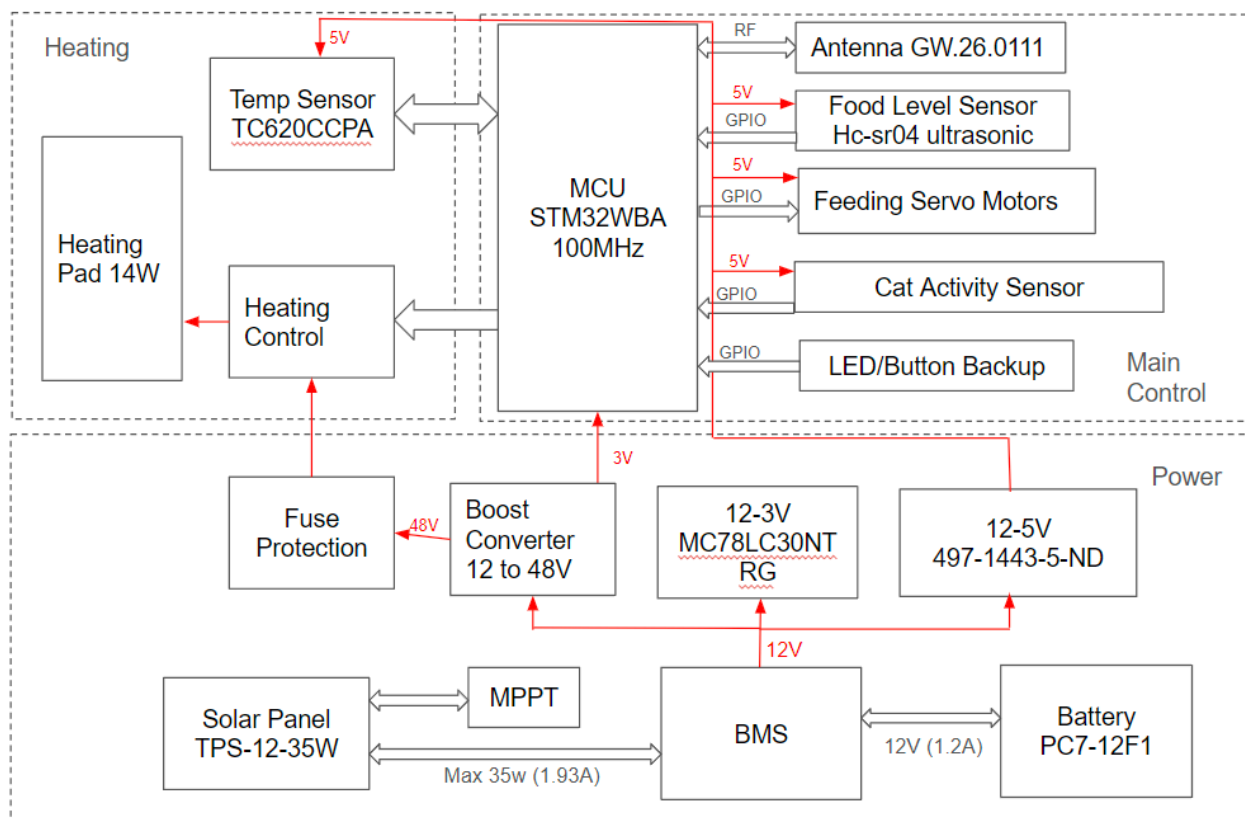 Heating
5V
Temp Sensor
TC620CCPA
Heating
Pad 14W
Heating
Control
MCU
STM32WBA
100MHz
RF
Antenna GW.26.0111
5V
GPIO
Food Level Sensor
Hc-sr04 ultrasonic
5V
GPIO
Feeding Servo Motors
5V
GPIO
Cat Activity Sensor
GPIO
LED/Button Backup
Main
Control
Power
3V
Fuse
Protection
48V
Boost
Converter
12 to 48V
12-3V
MC78LC30NT
RG
12-5V
497-1443-5-ND
12V
Solar Panel
TPS-12-35W
MPPT
Max 35w (1.93A)
BMS
12V (1.2A)
Battery
PC7-12F1